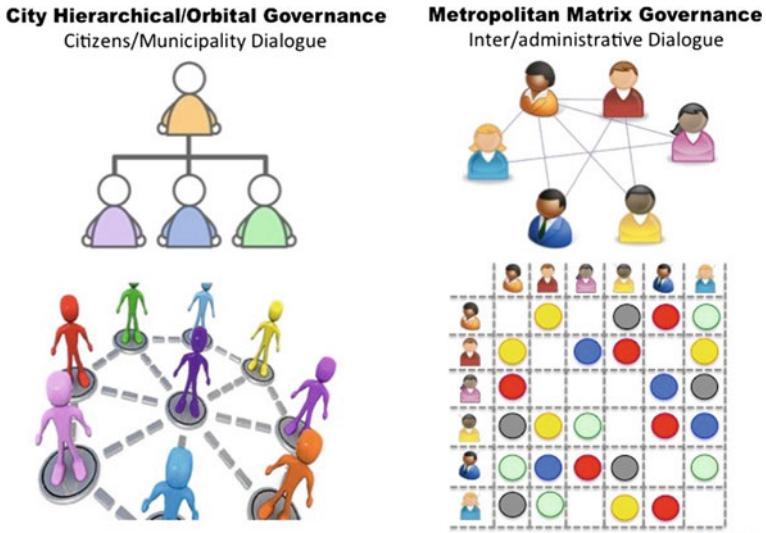 City Hierarchical/Orbital Governance
Citizens/Municipality Dialogue
Metropolitan Matrix Governance
Inter/administrative Dialogue